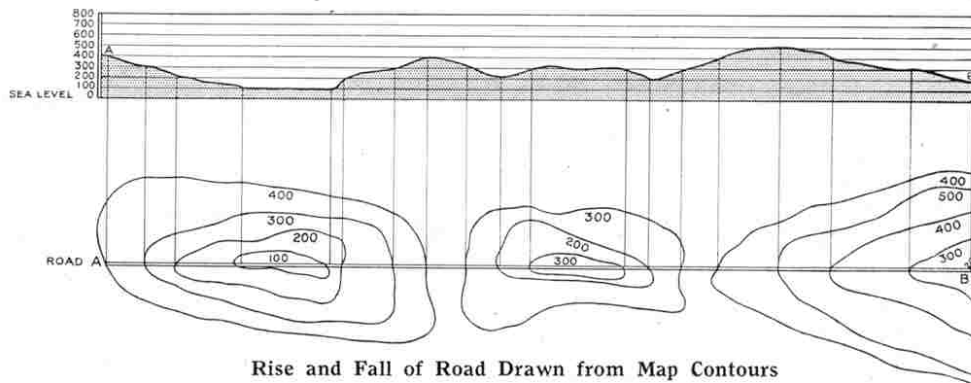 800
700
600
500
400
300
200
100
SEA LEVEL 0
A
400 300 400
300 500
200 200 400
100 300 300
ROAD A B
Rise and Fall of Road Drawn from Map Contours